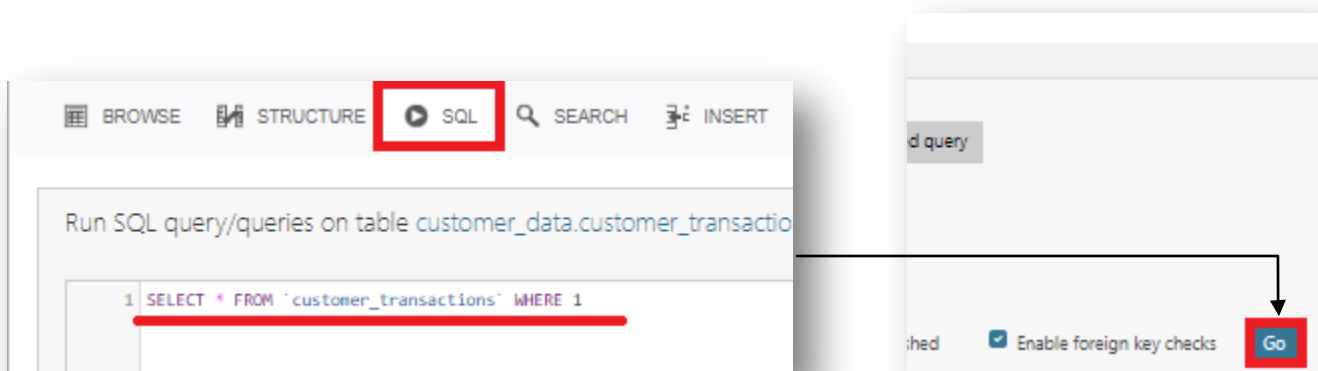 BROWSE STRUCTURE SQL SEARCH INSERT
Run SQL query/queries on table customer_data.customer_transactio
1 SELECT * FROM `customer_transactions` WHERE 1
d query
Enable foreign key checks Go